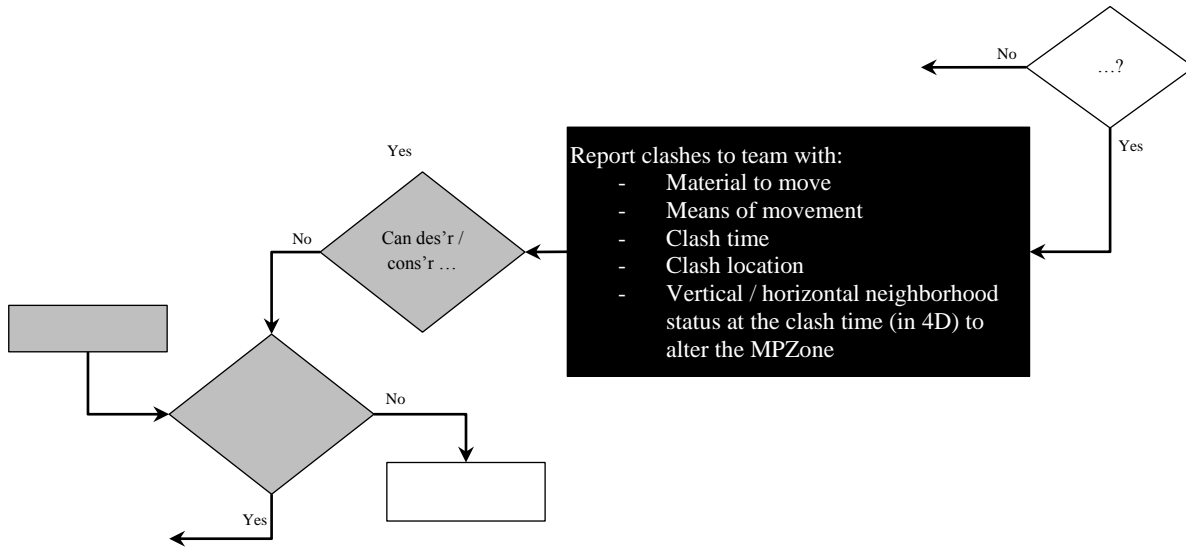 No
…?
Yes
Report clashes to team with:
- Material to move
- Means of movement
- Clash time
- Clash location
- Vertical / horizontal neighborhood
status at the clash time (in 4D) to
alter the MPZone
Yes
No
Can des’r /
cons’r …
No
Yes